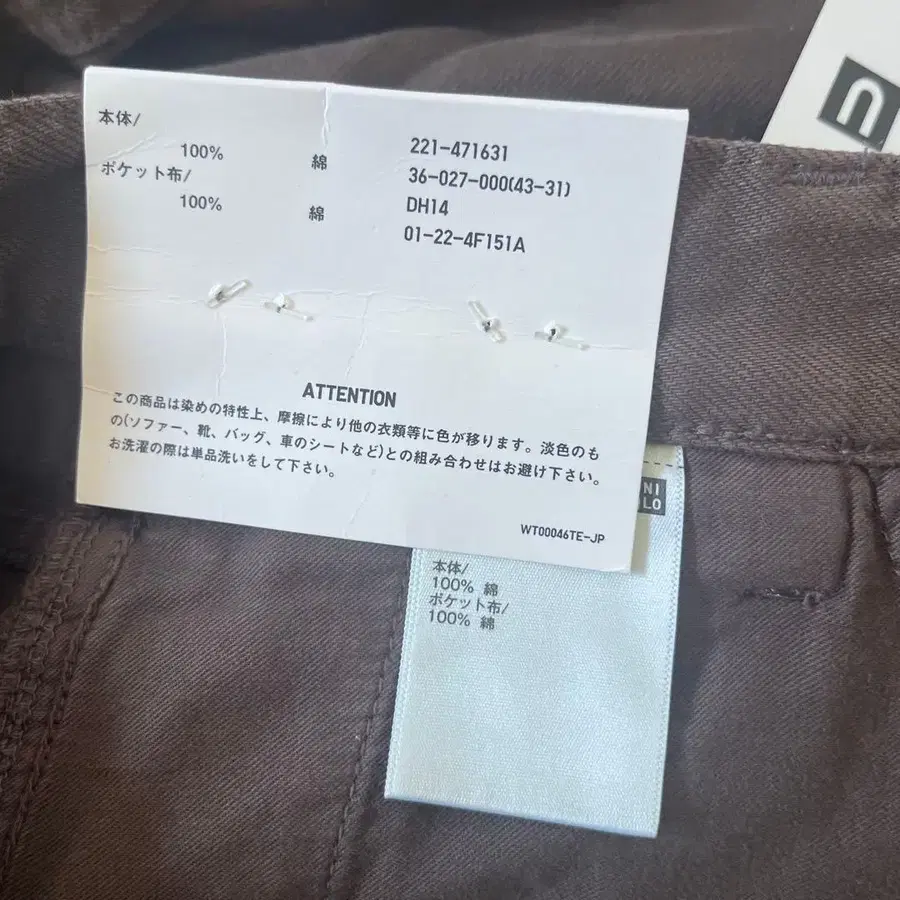 本体/
100% 綿
ポケット布/
100% 綿
221-471631
36-027-000(43-31)
DH14
01-22-4F151A
ATTENTION
この商品は染めの特性上、摩擦により他の衣類等に色が移ります。淡色のも
の(ソファー、靴、バッグ、車のシートなど)との組み合わせはお避け下さい。
お洗濯の際は単品洗いをして下さい。
WT00046TE-JP
U
NI
LO
本体/
100% 綿
ポケット布/
100% 綿